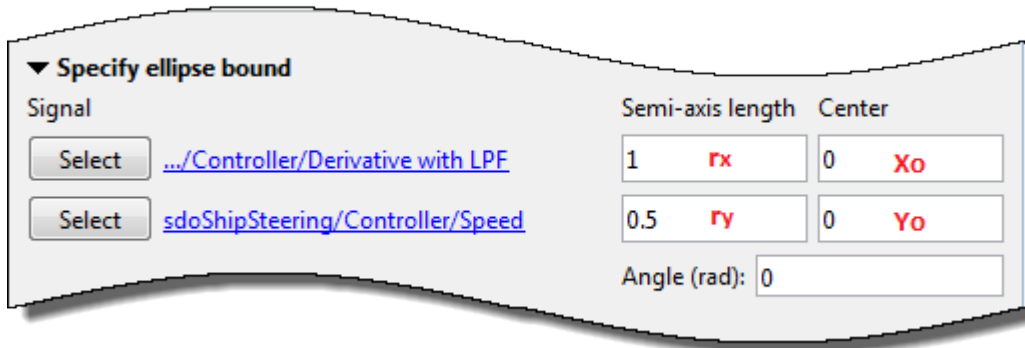 ▼ Specify ellipse bound
Signal Semi-axis length Center
Select .../Controller/Derivative with LPF 1 rx 0 Xo
Select sdoShipSteering/Controller/Speed 0.5 ry 0 Yo
Angle (rad): 0